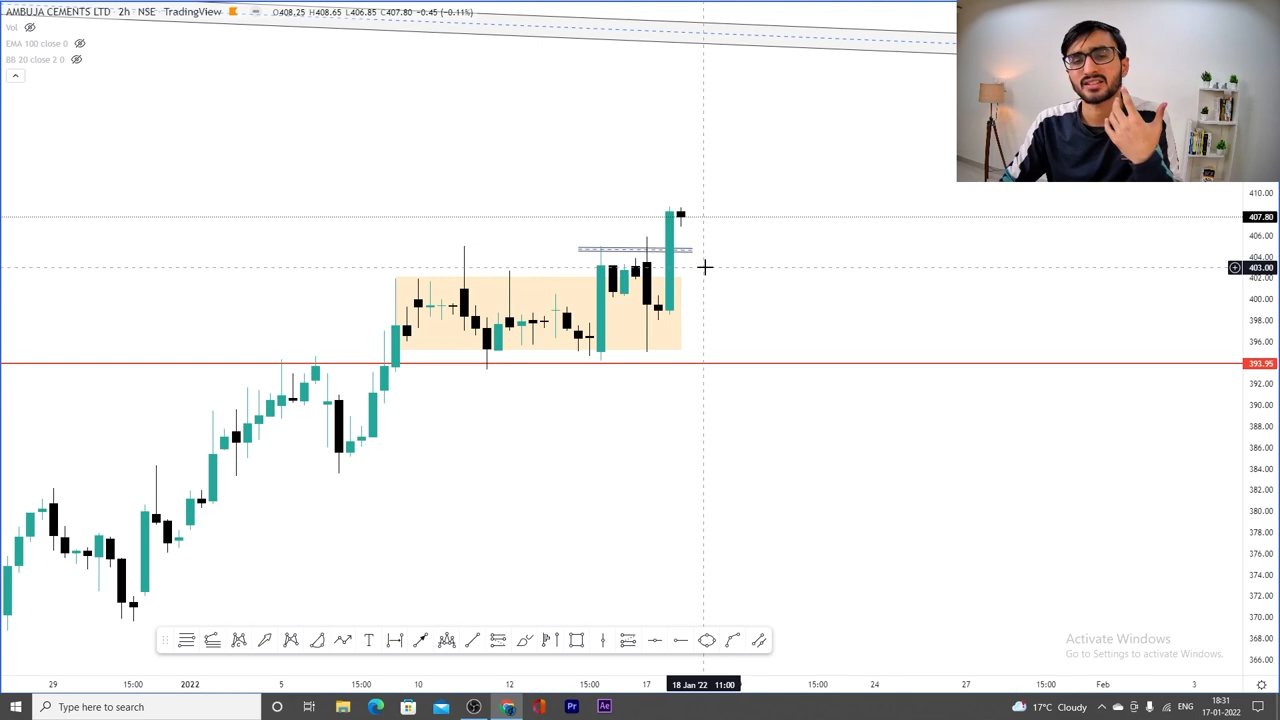 AMBUJA CEMENTS LTD · 2h · NSE TradingView O408.25 H408.65 L406.85 C407.80 -0.45 (-0.11%)
Vol
EMA 100 close 0
BB 20 close 2 0
410.00
407.80
406.00
404.00
403.00
402.00
400.00
398.00
396.00
393.95
392.00
390.00
388.00
386.00
384.00
382.00
380.00
378.00
376.00
374.00
372.00
370.00
368.00
366.00
T
Activate Windows
Go to Settings to activate Windows.
29 15:00 2022 5 15:00 10 12 15:00 17 18 Jan '22 11:00 15:00 24 15:00 27 Feb 3
Type here to search
Pr
Ae
17°C Cloudy
18:31
17-01-2022